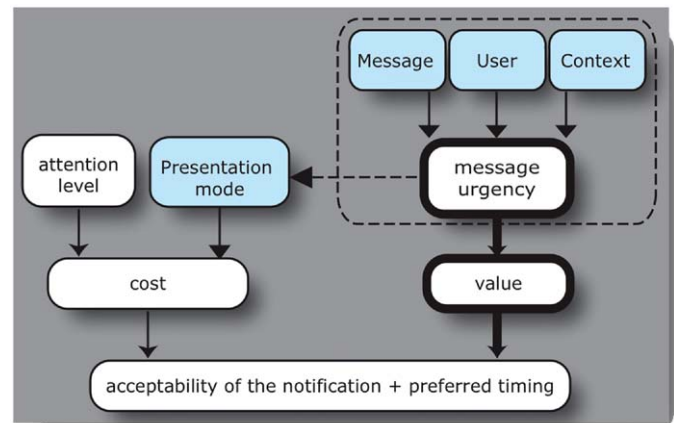 Message User Context
attention
level
Presentation
mode
message
urgency
cost
value
acceptability of the notification + preferred timing